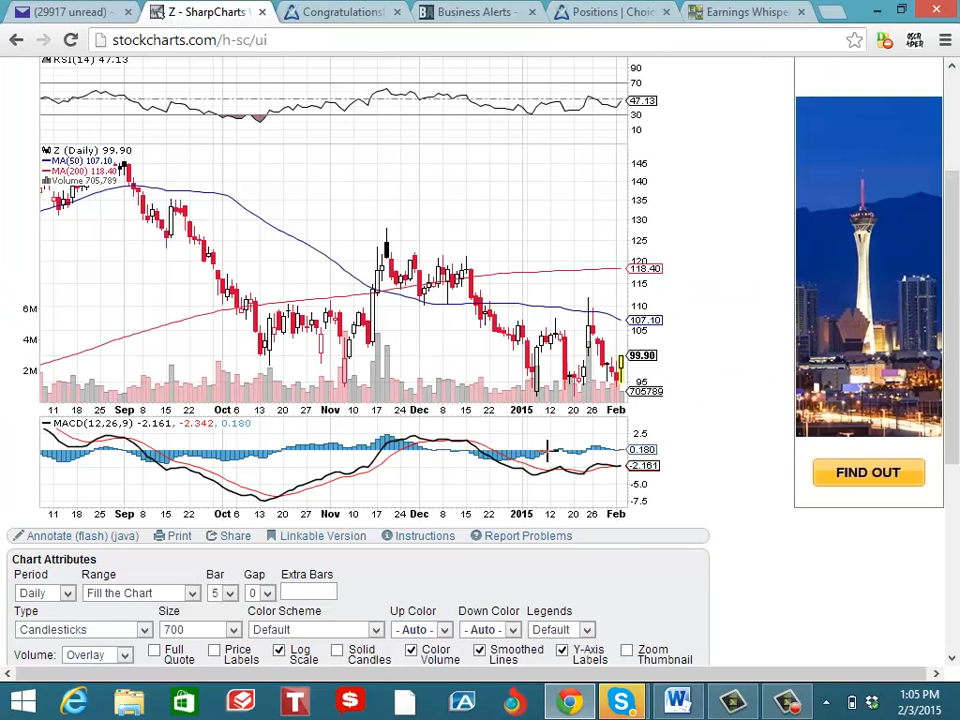 (29917 unread) - 
Z - SharpCharts
Congratulations
Business Alerts -
Positions | Choic
Earnings Whisper
stockcharts.com/h-sc/ui
RSI(14) 47.13
90
70
47.13
30
10
Z (Daily) 99.90
MA(50) 107.10
MA(200) 118.40
Volume 705,789
145
140
135
130
125
120
118.40
115
110
107.10
105
99.90
95
705789
6M
4M
2M
11 18 25 Sep 8 15 22 Oct 6 13 20 27 Nov 10 17 24 Dec 8 15 22 2015 12 20 26 Feb
MACD(12,26,9) -2.161, -2.342, 0.180
2.5
0.180
-2.161
-5.0
-7.5
11 18 25 Sep 8 15 22 Oct 6 13 20 27 Nov 10 17 24 Dec 8 15 22 2015 12 20 26 Feb
Annotate (flash) (java) Print Share Linkable Version Instructions Report Problems
Chart Attributes
Period Range Bar Gap Extra Bars
Daily Fill the Chart 5 0
Type Size Color Scheme Up Color Down Color Legends
Candlesticks 700 Default - Auto - - Auto - Default
Volume: Overlay Full Quote Price Labels Log Scale Solid Candles Color Volume Smoothed Lines Y-Axis Labels Zoom Thumbnail
FIND OUT
1:05 PM
2/3/2015